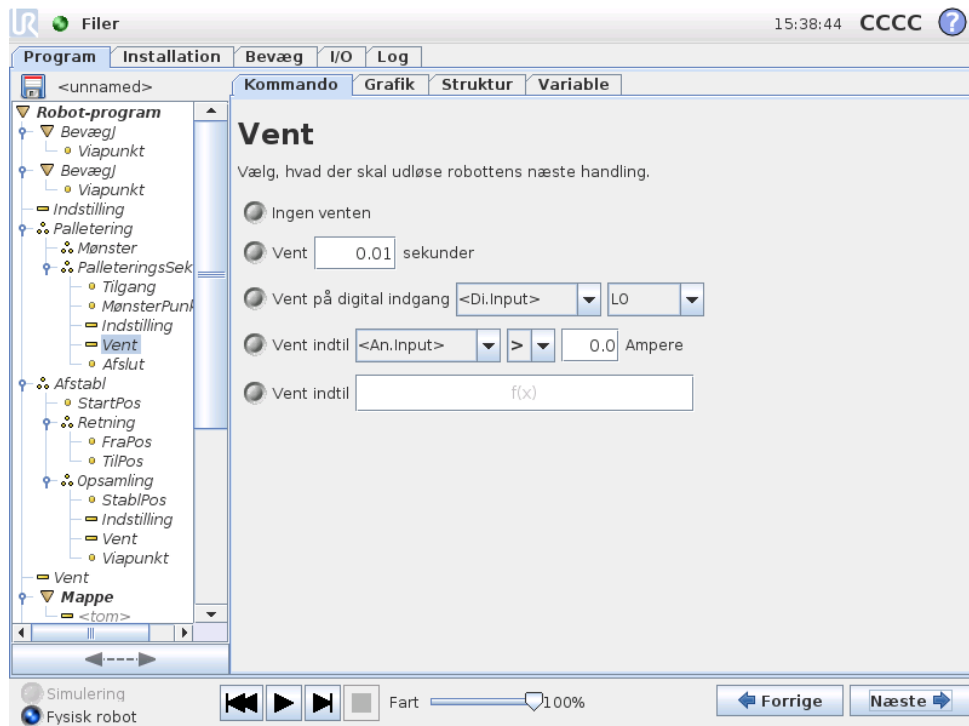 UR Filer 15:38:44 CCCC ?
Program Installation Bevæg I/O Log
<unnamed>
Kommando Grafik Struktur Variable
Robot-program
BevægJ
Viapunkt
BevægJ
Viapunkt
Indstilling
Palletering
Mønster
PalleteringsSek
Tilgang
MønsterPunk
Indstilling
Vent
Afslut
Afstabl
StartPos
Retning
FraPos
TilPos
Opsamling
StablPos
Indstilling
Vent
Viapunkt
Vent
Mappe
<tom>
Vent
Vælg, hvad der skal udløse robottens næste handling.
Ingen venten
Vent 0.01 sekunder
Vent på digital indgang <Di.Input> LO
Vent indtil <An.Input> > 0.0 Ampere
Vent indtil f(x)
Simulering
Fysisk robot
Fart 100%
Forrige Næste